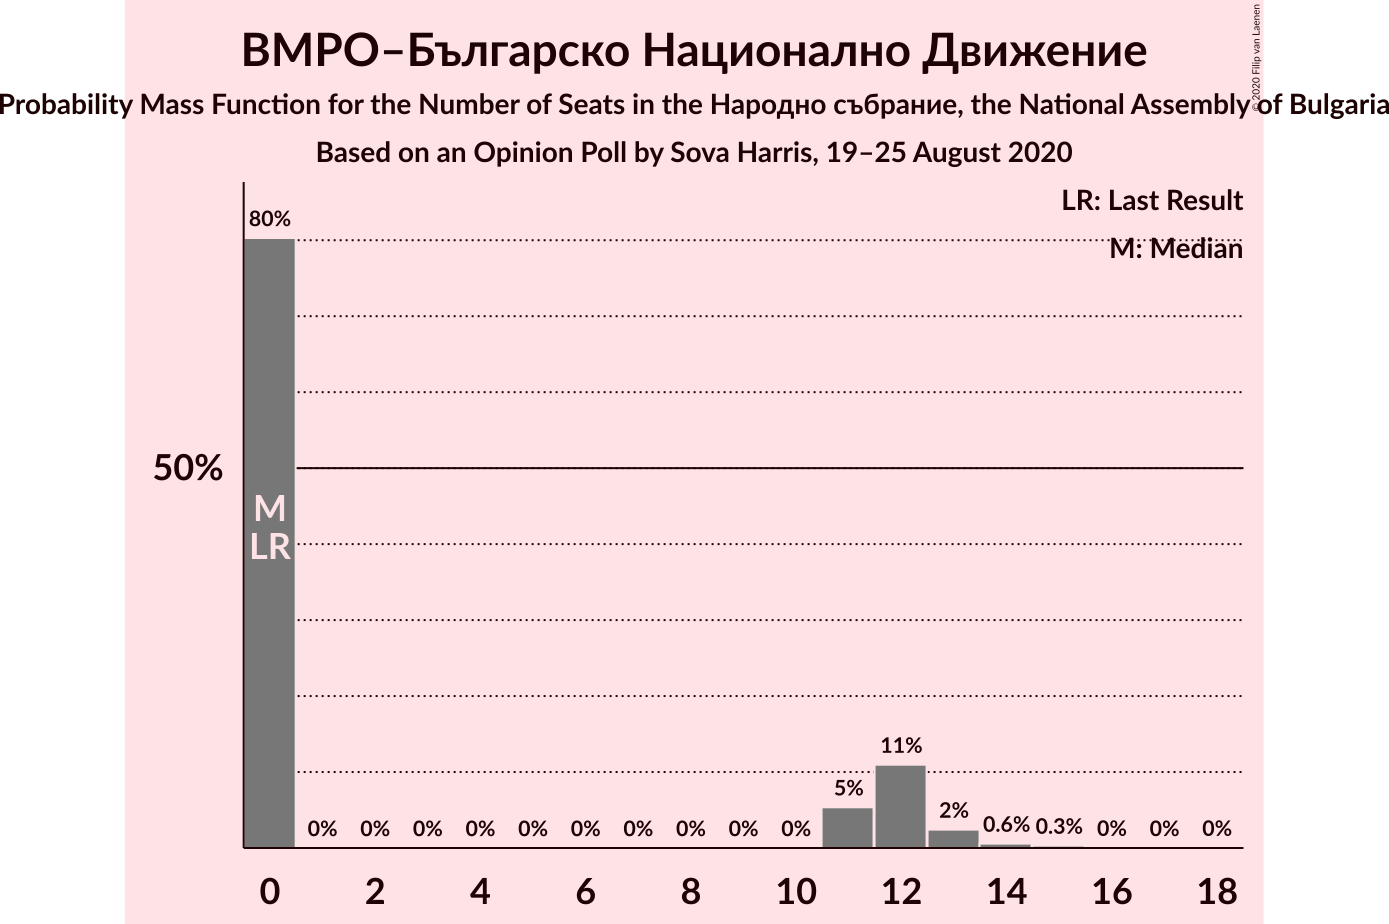 ВМРО–Българско Национално Движение
Probability Mass Function for the Number of Seats in the Народно събрание, the National Assembly of Bulgaria
Based on an Opinion Poll by Sova Harris, 19–25 August 2020
© 2020 Filip van Laenen
LR: Last Result
M: Median
80%
50%
M
LR
0% 0% 0% 0% 0% 0% 0% 0% 0% 0% 5% 11% 2% 0.6% 0.3% 0% 0% 0%
0 2 4 6 8 10 12 14 16 18